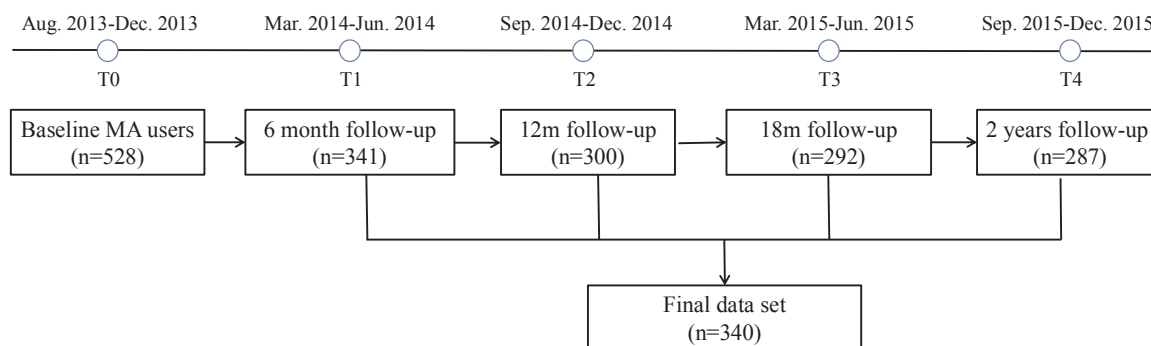 Aug. 2013-Dec. 2013
Mar. 2014-Jun. 2014
Sep. 2014-Dec. 2014
Mar. 2015-Jun. 2015
Sep. 2015-Dec. 2015
T0
T1
T2
T3
T4
Baseline MA users
(n=528)
6 month follow-up
(n=341)
12m follow-up
(n=300)
18m follow-up
(n=292)
2 years follow-up
(n=287)
Final data set
(n=340)